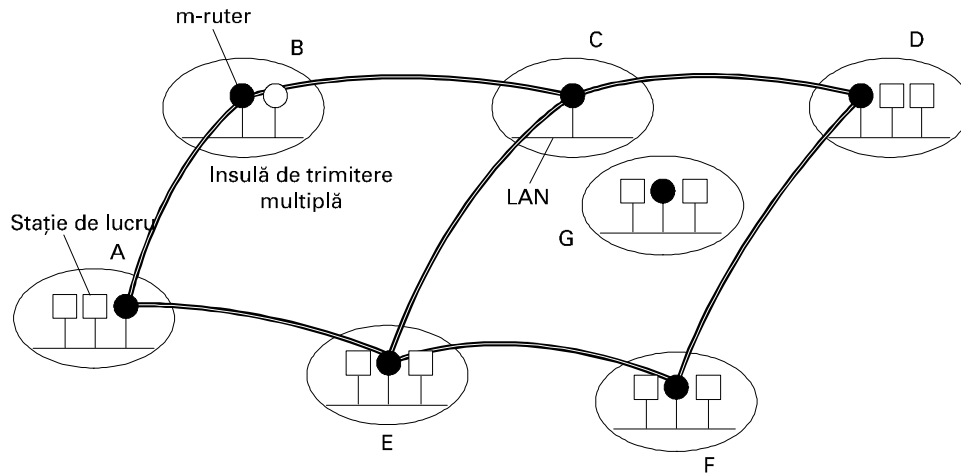 m-ruter
B
C
D
Insulă de trimitere
multiplă
LAN
G
Stație de lucru
A
E
F